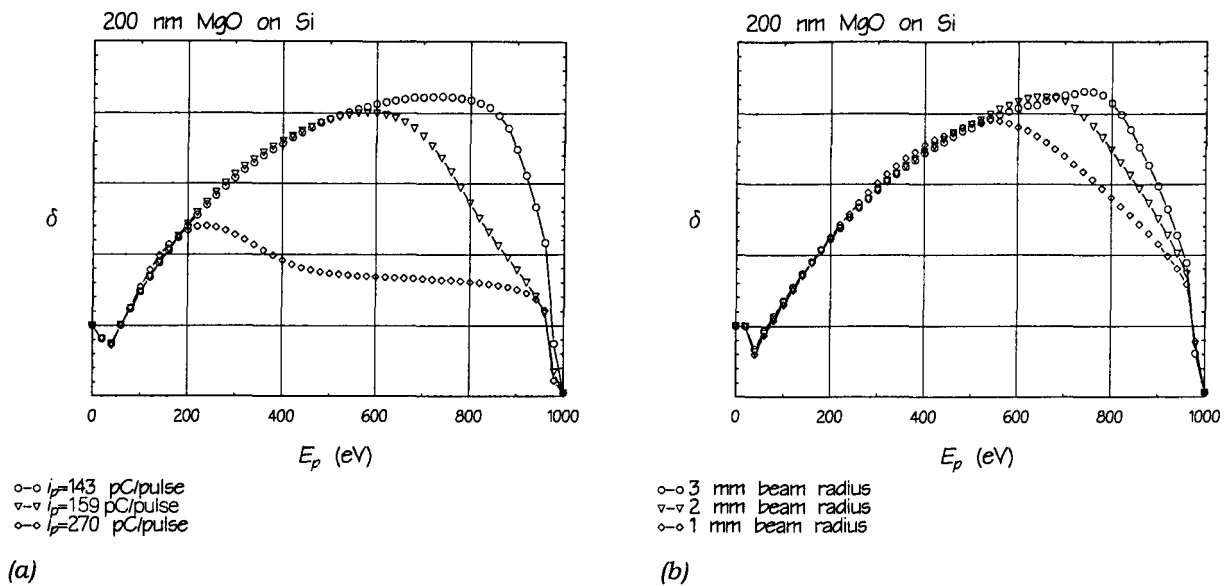 200 nm MgO on Si
δ
0 200 400 600 800 1000
E_p (eV)
o-o i_p=143 pC/pulse
▿-▿ i_p=159 pC/pulse
⋄-⋄ i_p=270 pC/pulse
(a)
200 nm MgO on Si
δ
0 200 400 600 800 1000
E_p (eV)
o-o 3 mm beam radius
▿-▿ 2 mm beam radius
⋄-⋄ 1 mm beam radius
(b)